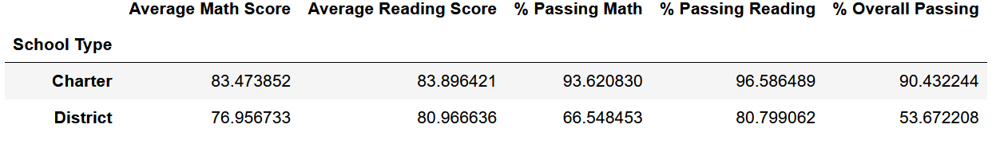 Average Math Score Average Reading Score % Passing Math % Passing Reading % Overall Passing
School Type
Charter 83.473852 83.896421 93.620830 96.586489 90.432244
District 76.956733 80.966636 66.548453 80.799062 53.672208